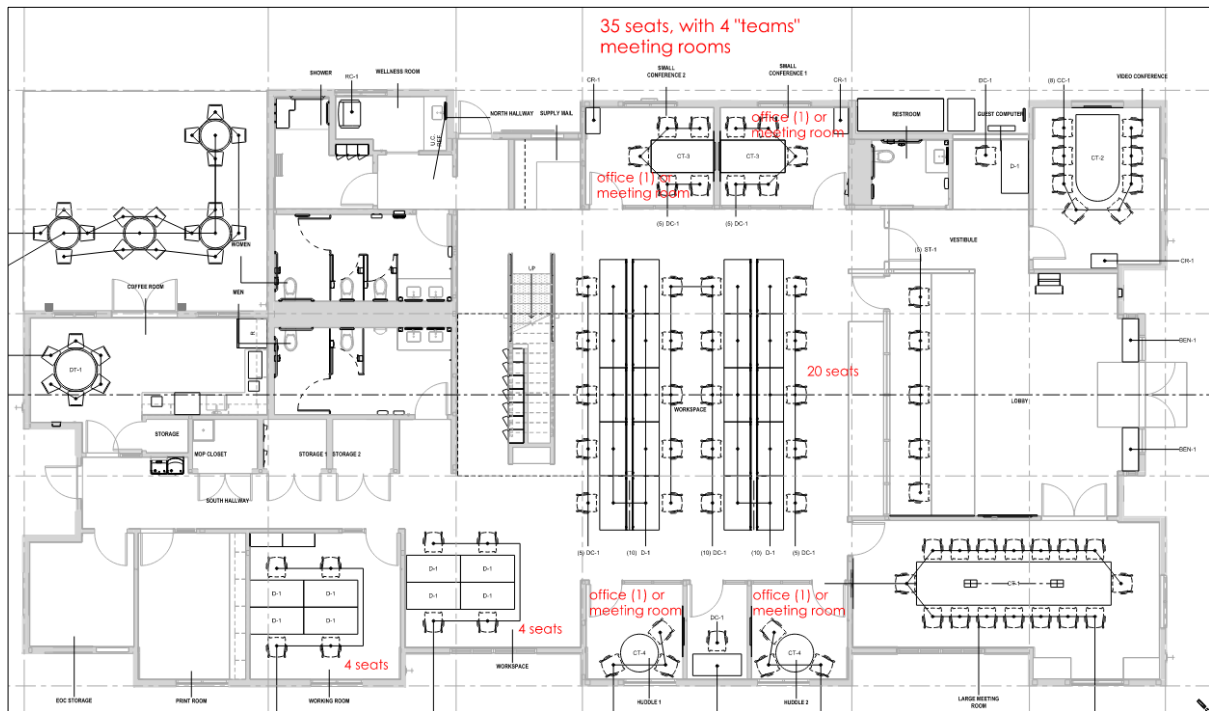 35 seats, with 4 "teams"
meeting rooms
SHOWER
RC-1
WELLNESS ROOM
SMALL
CONFERENCE 2
SMALL
CONFERENCE 1
CR-1
CR-1
DC-1
(8) CC-1
VIDEO CONFERENCE
NORTH HALLWAY
SUPPLY MAIL
U.C.
REF.
office (1) or
meeting room
RESTROOM
GUEST COMPUTER
CT-3
CT-3
D-1
CT-2
office (1) or
meeting room
(5) DC-1
(5) DC-1
WOMEN
VESTIBULE
(5) ST-1
CR-1
UP
COFFEE ROOM
MEN
R
BEN-1
DT-1
20 seats
LOBBY
WORKSPACE
STORAGE
MOP CLOSET
STORAGE 1
STORAGE 2
BEN-1
SOUTH HALLWAY
(5) DC-1
(10) D-1
(10) DC-1
(10) D-1
(5) DC-1
D-1
D-1
D-1
D-1
D-1
D-1
D-1
D-1
office (1) or
meeting room
office (1) or
meeting room
CT-1
DC-1
4 seats
4 seats
CT-4
CT-4
WORKSPACE
EOC STORAGE
PRINT ROOM
WORKING ROOM
HUDDLE 1
HUDDLE 2
LARGE MEETING
ROOM